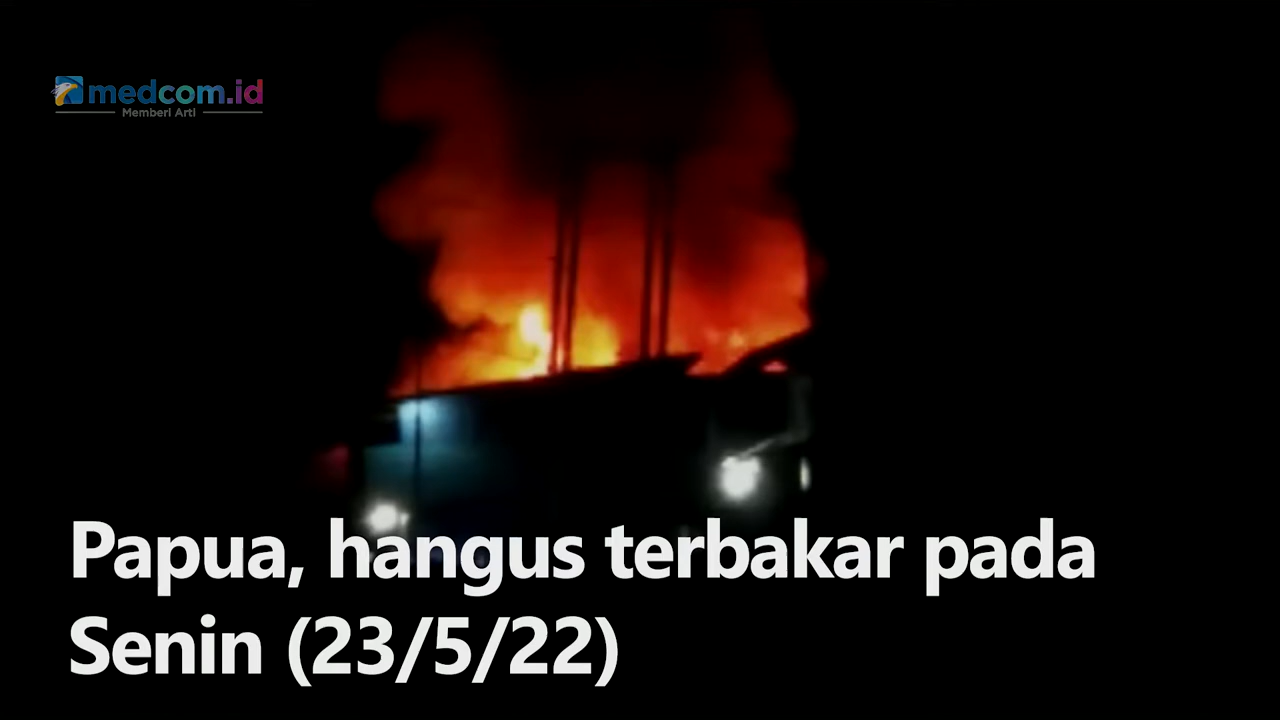 medcom.id
Memberi Arti
Papua, hangus terbakar pada
Senin (23/5/22)